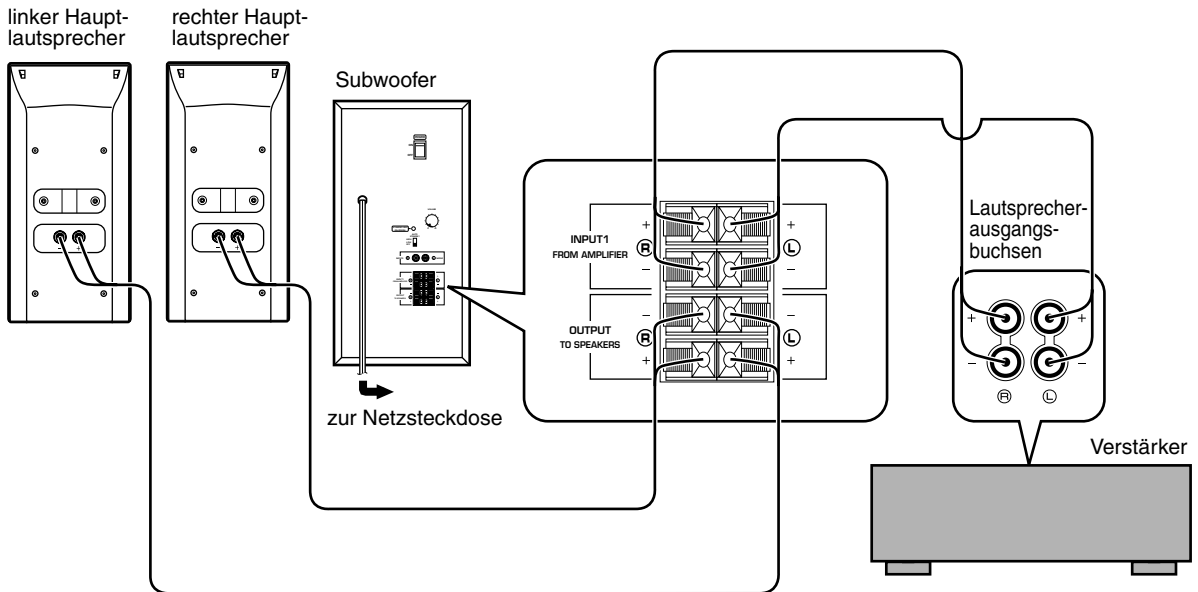 linker Haupt-
lautsprecher
rechter Haupt-
lautsprecher
Subwoofer
zur Netzsteckdose
INPUT1
FROM AMPLIFIER
R
+
–
+
–
L
OUTPUT
TO SPEAKERS
R
–
+
–
+
L
Lautsprecher-
ausgangs-
buchsen
+ +
– –
R L
Verstärker
– +
– +